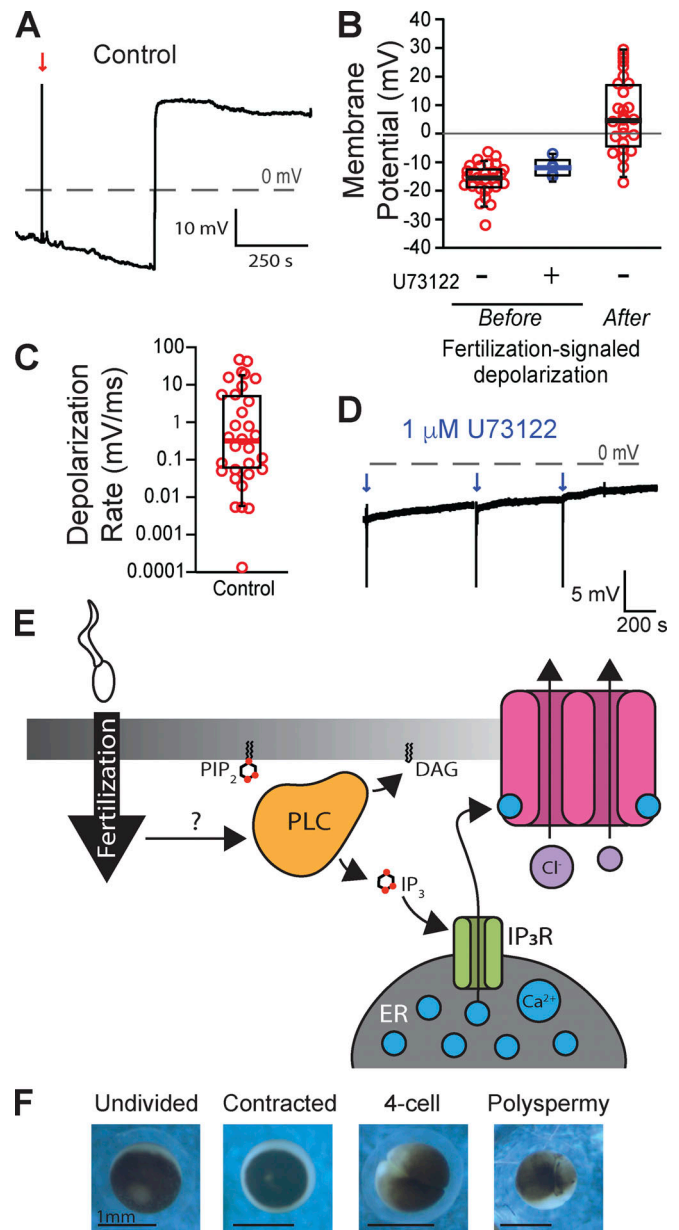 A
Control
0 mV
10 mV
250 s
B
Membrane
Potential (mV)
40
30
20
10
0
-10
-20
-30
-40
U73122
-
+
-
Before
After
Fertilization-signaled
depolarization
C
Depolarization
Rate (mV/ms)
100
10
1
0.1
0.01
0.001
0.0001
Control
D
1 μM U73122
0 mV
5 mV
200 s
E
Fertilization
?
PIP2
PLC
DAG
IP3
Cl-
IP3R
ER
Ca2+
F
Undivided
Contracted
4-cell
Polyspermy
1mm